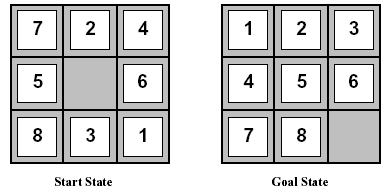 7 2 4
5 6
8 3 1
Start State
1 2 3
4 5 6
7 8
Goal State